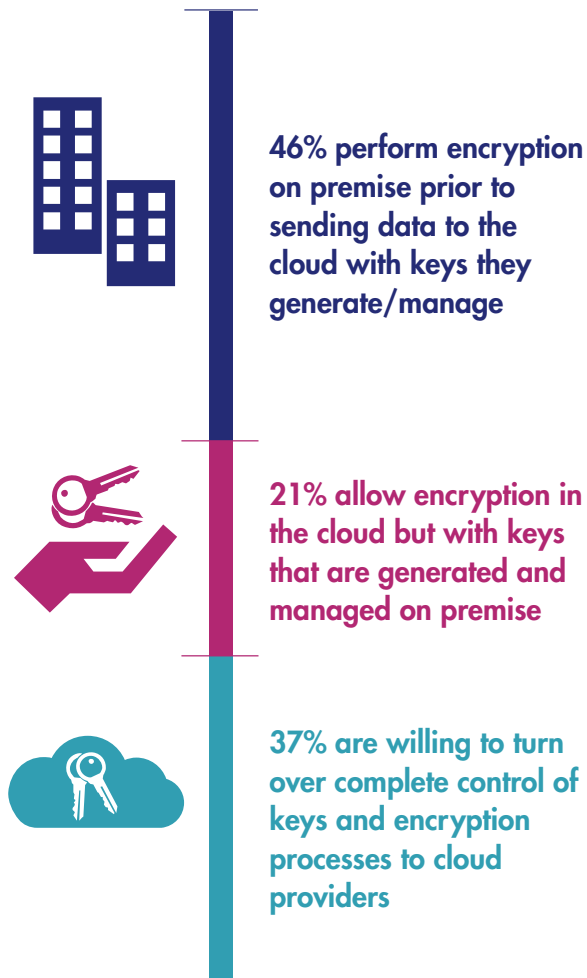 46% perform encryption
on premise prior to
sending data to the
cloud with keys they
generate/manage
21% allow encryption in
the cloud but with keys
that are generated and
managed on premise
37% are willing to turn
over complete control of
keys and encryption
processes to cloud
providers